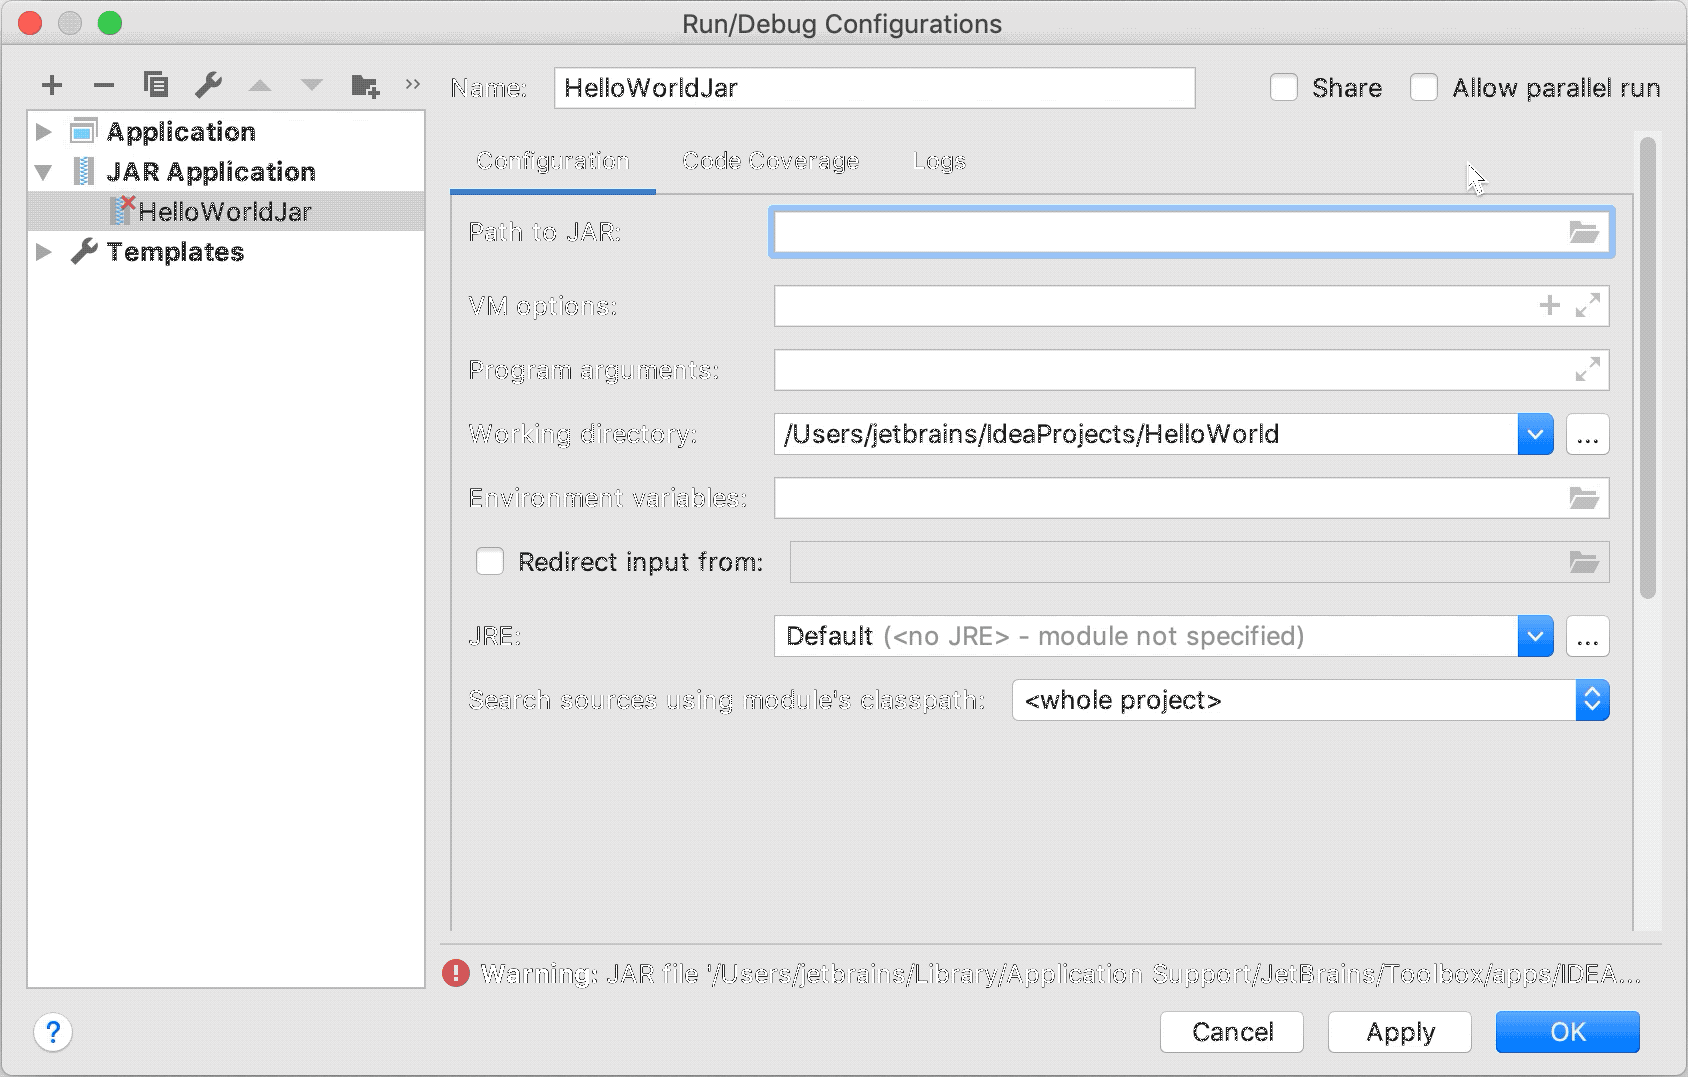 Run/Debug Configurations
Name: HelloWorldJar Share Allow parallel run
Application
JAR Application
HelloWorldJar
Templates
Configuration Code Coverage Logs
Path to JAR:
VM options:
Program arguments:
Working directory: /Users/jetbrains/IdeaProjects/HelloWorld ...
Environment variables:
Redirect input from:
JRE: Default (<no JRE> - module not specified) ...
Search sources using module's classpath: <whole project>
Warning: JAR file '/Users/jetbrains/Library/Application Support/JetBrains/Toolbox/apps/IDEA...
? Cancel Apply OK